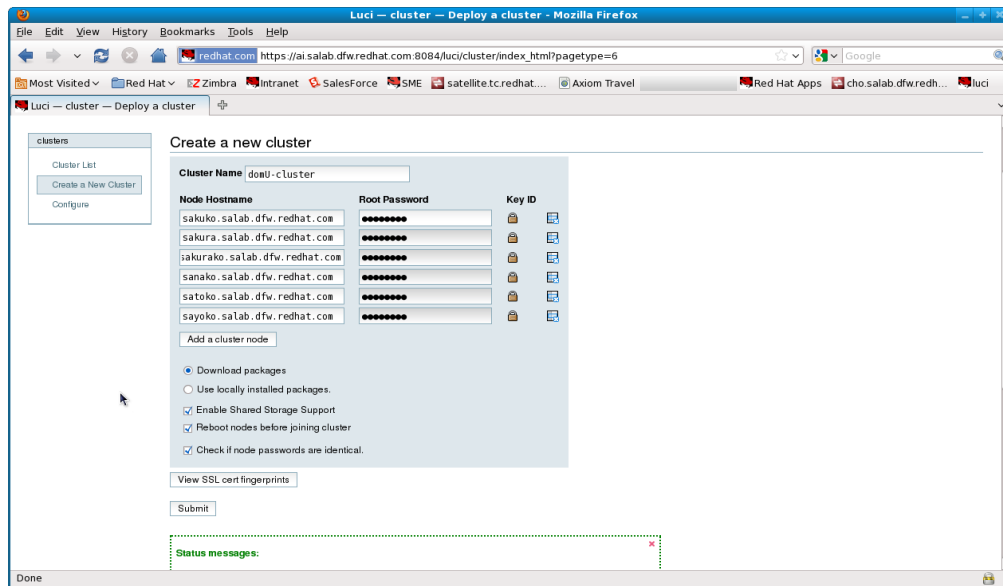 Luci — cluster — Deploy a cluster - Mozilla Firefox
File Edit View History Bookmarks Tools Help
redhat.com https://ai.salab.dfw.redhat.com:8084/luci/cluster/index_html?pagetype=6 Google
Most Visited Red Hat Zimbra Intranet SalesForce SME satellite.tc.redhat.... Axiom Travel Red Hat Apps cho.salab.dfw.redh... luci
Luci — cluster — Deploy a cluster
clusters
Cluster List
Create a New Cluster
Configure
Create a new cluster
Cluster Name domU-cluster
Node Hostname Root Password Key ID
sakuko.salab.dfw.redhat.com ●●●●●●●●
sakura.salab.dfw.redhat.com ●●●●●●●●
sakurako.salab.dfw.redhat.com ●●●●●●●●
sanako.salab.dfw.redhat.com ●●●●●●●●
satoko.salab.dfw.redhat.com ●●●●●●●●
sayoko.salab.dfw.redhat.com ●●●●●●●●
Add a cluster node
Download packages
Use locally installed packages.
Enable Shared Storage Support
Reboot nodes before joining cluster
Check if node passwords are identical.
View SSL cert fingerprints
Submit
Status messages:
Done